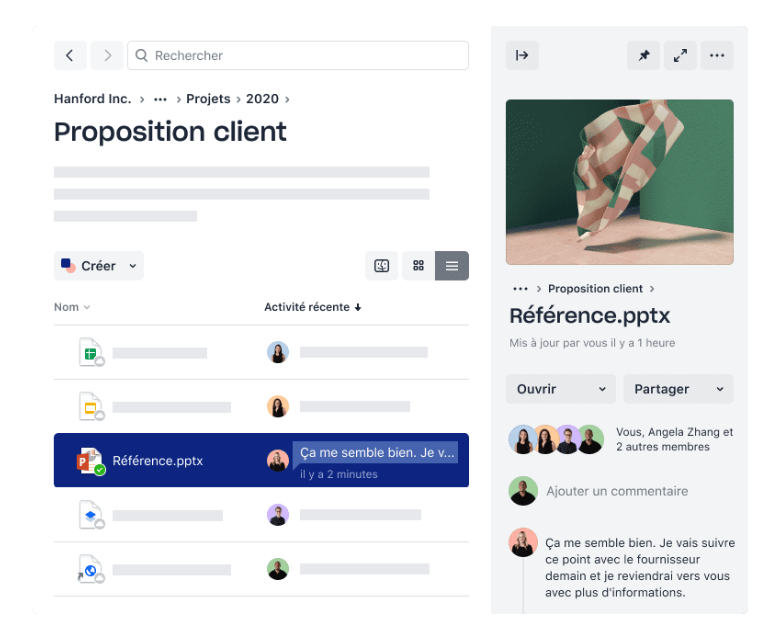 Rechercher
Hanford Inc. › ••• › Projets › 2020 ›
Proposition client
Créer
Nom
Activité récente
Référence.pptx
Ça me semble bien. Je v...
il y a 2 minutes
••• › Proposition client ›
Référence.pptx
Mis à jour par vous il y a 1 heure
Ouvrir
Partager
Vous, Angela Zhang et
2 autres membres
Ajouter un commentaire
Ça me semble bien. Je vais suivre
ce point avec le fournisseur
demain et je reviendrai vers vous
avec plus d'informations.